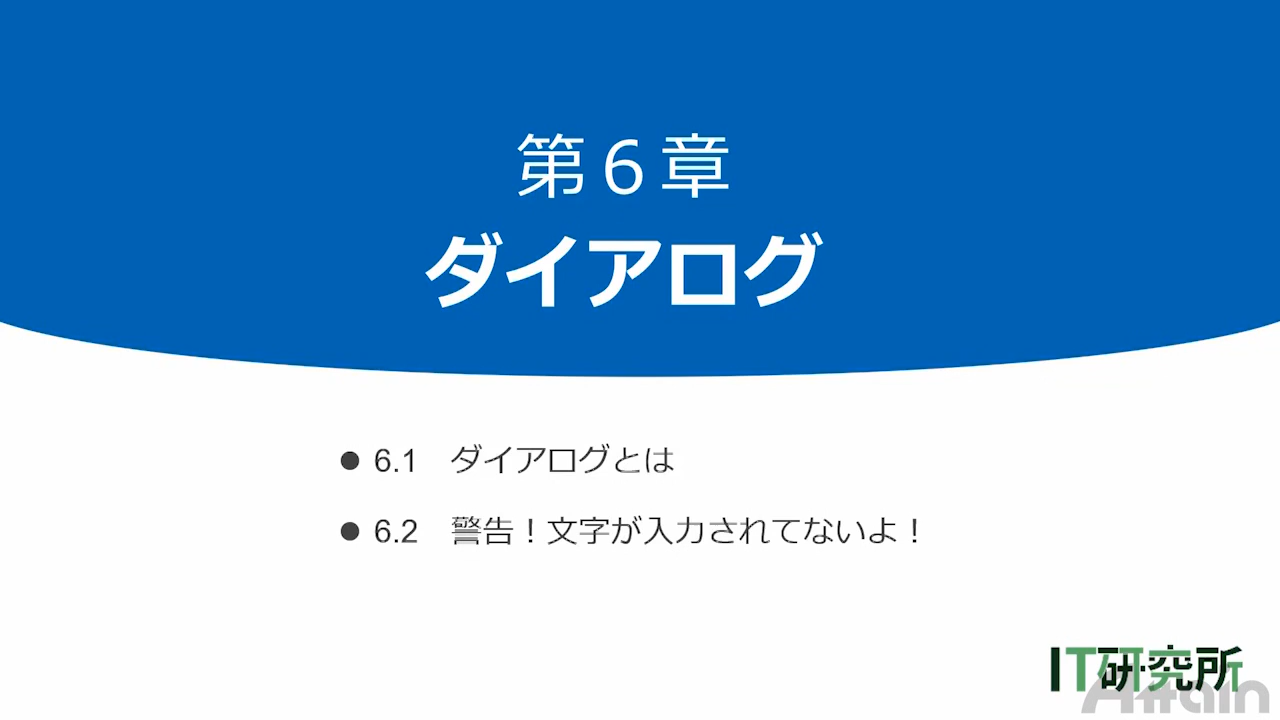 第６章
ダイアログ
● 6.1　ダイアログとは
● 6.2　警告！文字が入力されてないよ！
IT研究所
Attain